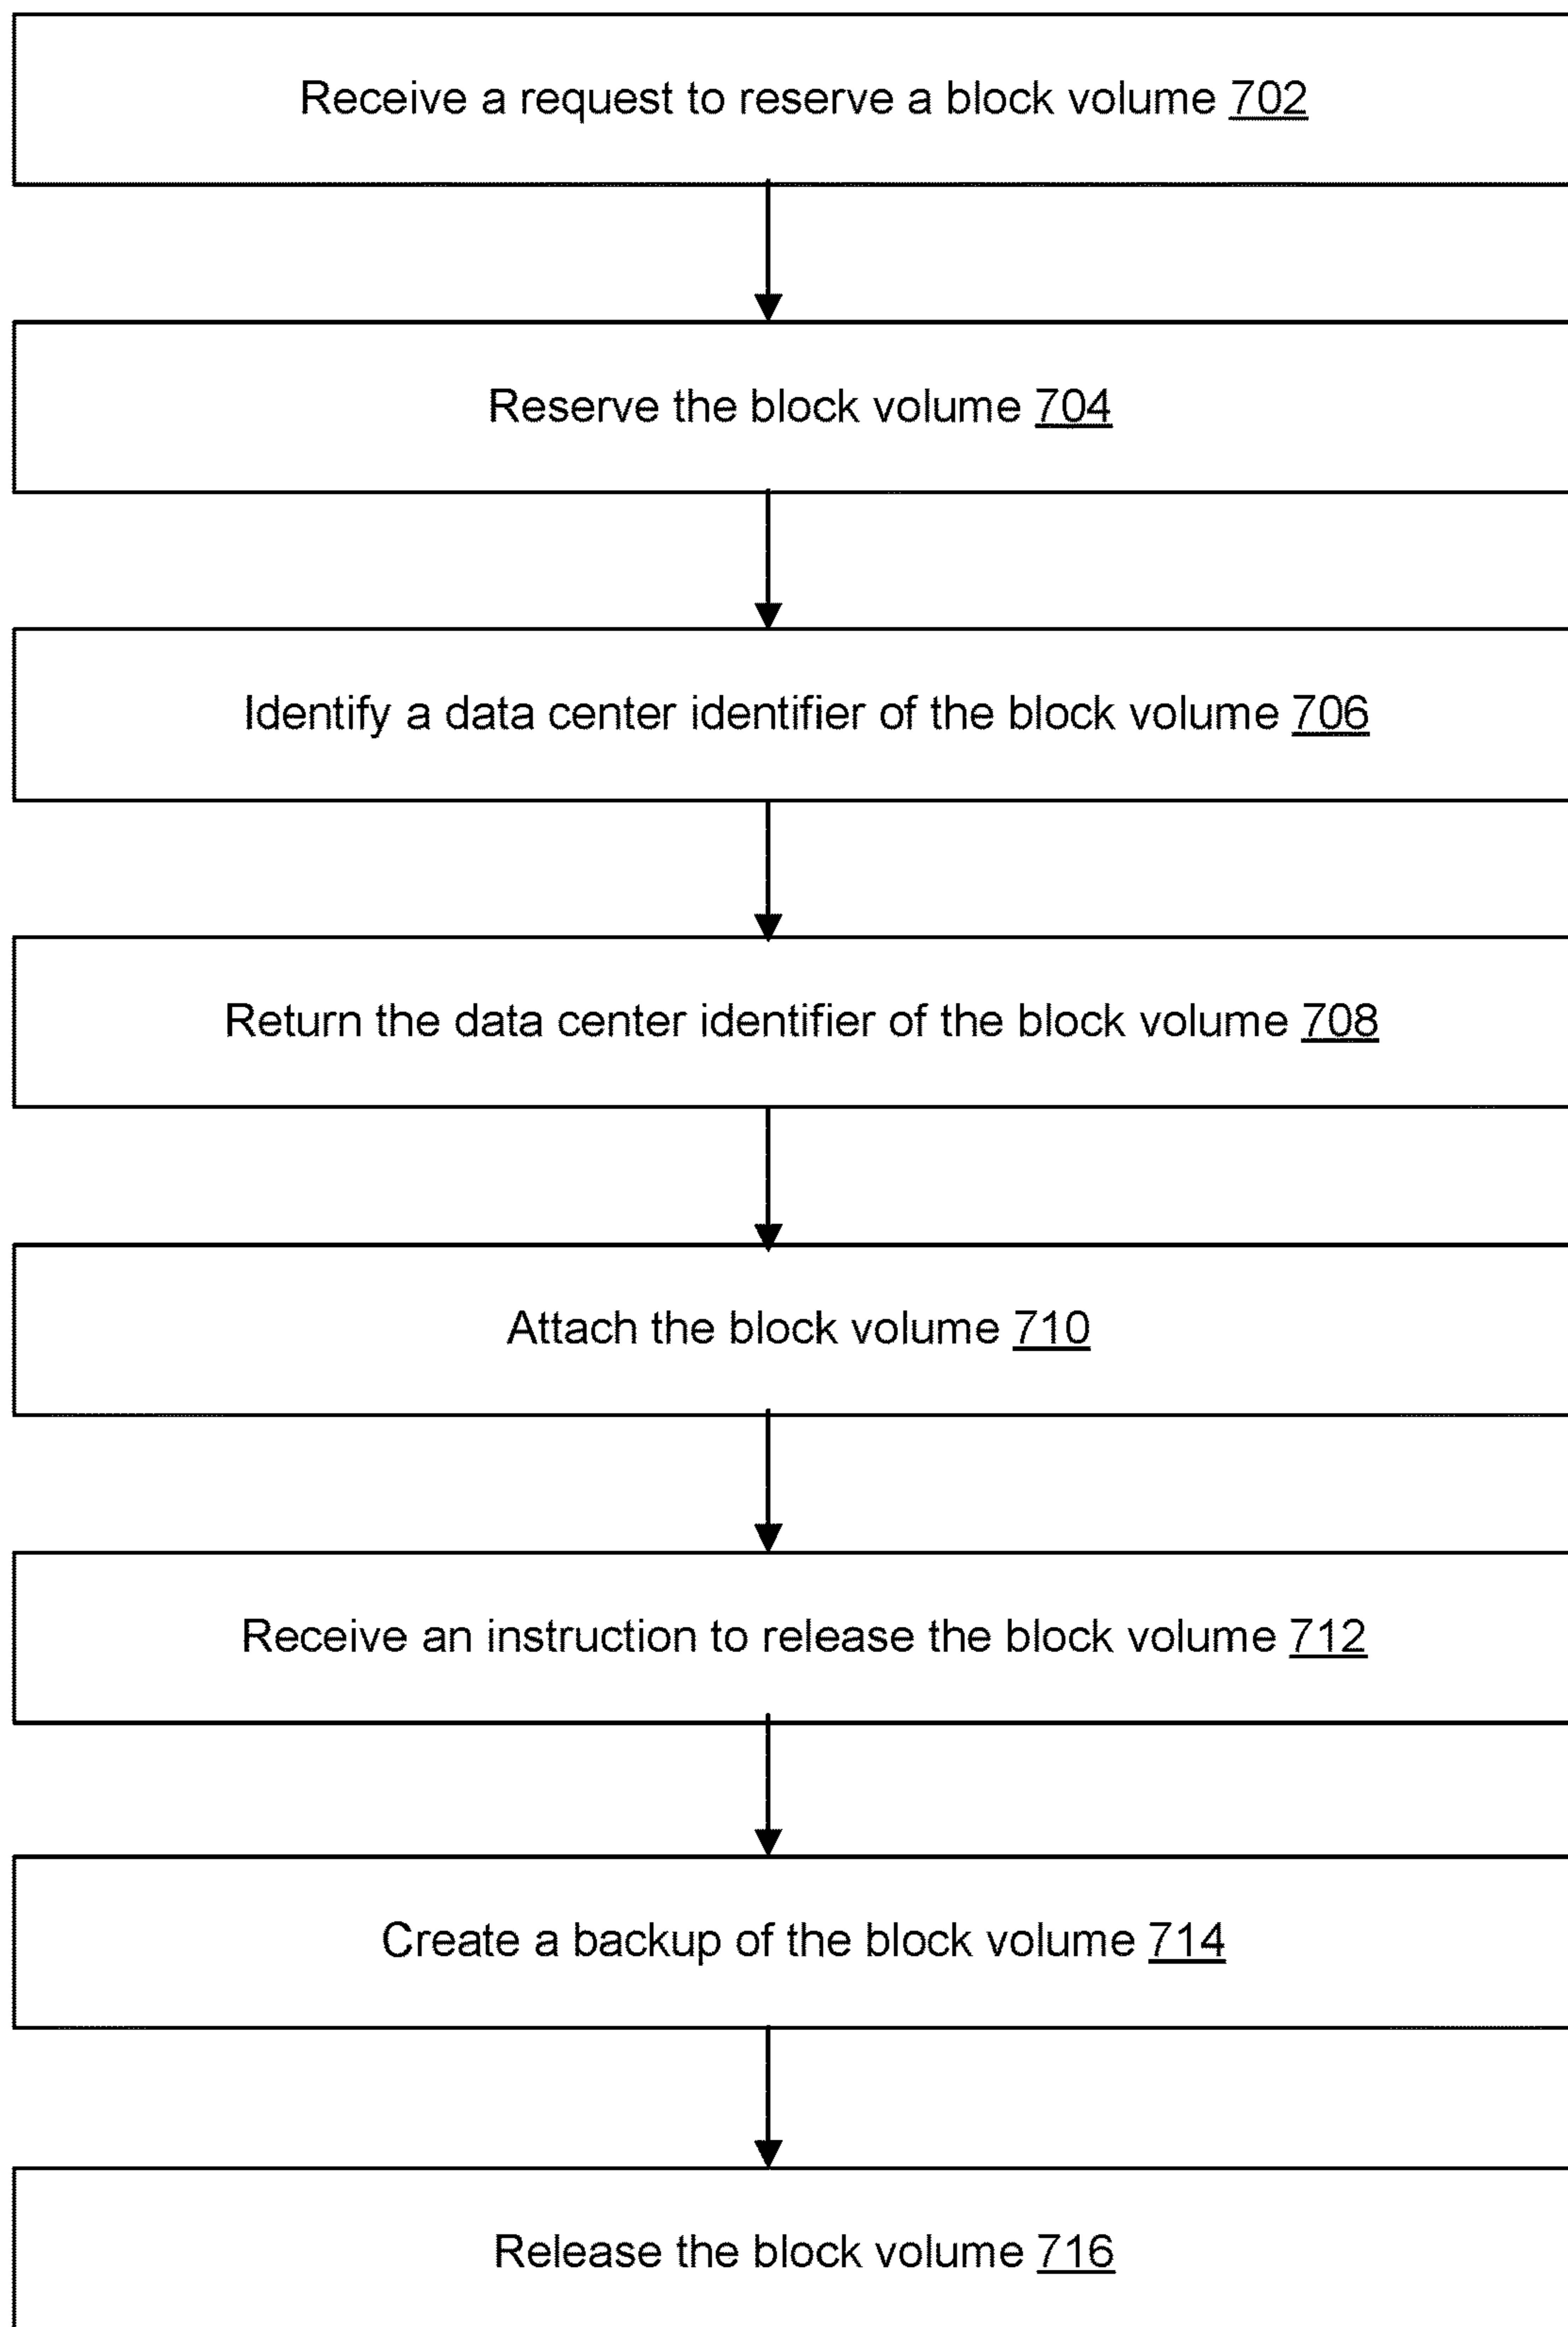 Receive a request to reserve a block volume 702
Reserve the block volume 704
Identify a data center identifier of the block volume 706
Return the data center identifier of the block volume 708
Attach the block volume 710
Receive an instruction to release the block volume 712
Create a backup of the block volume 714
Release the block volume 716